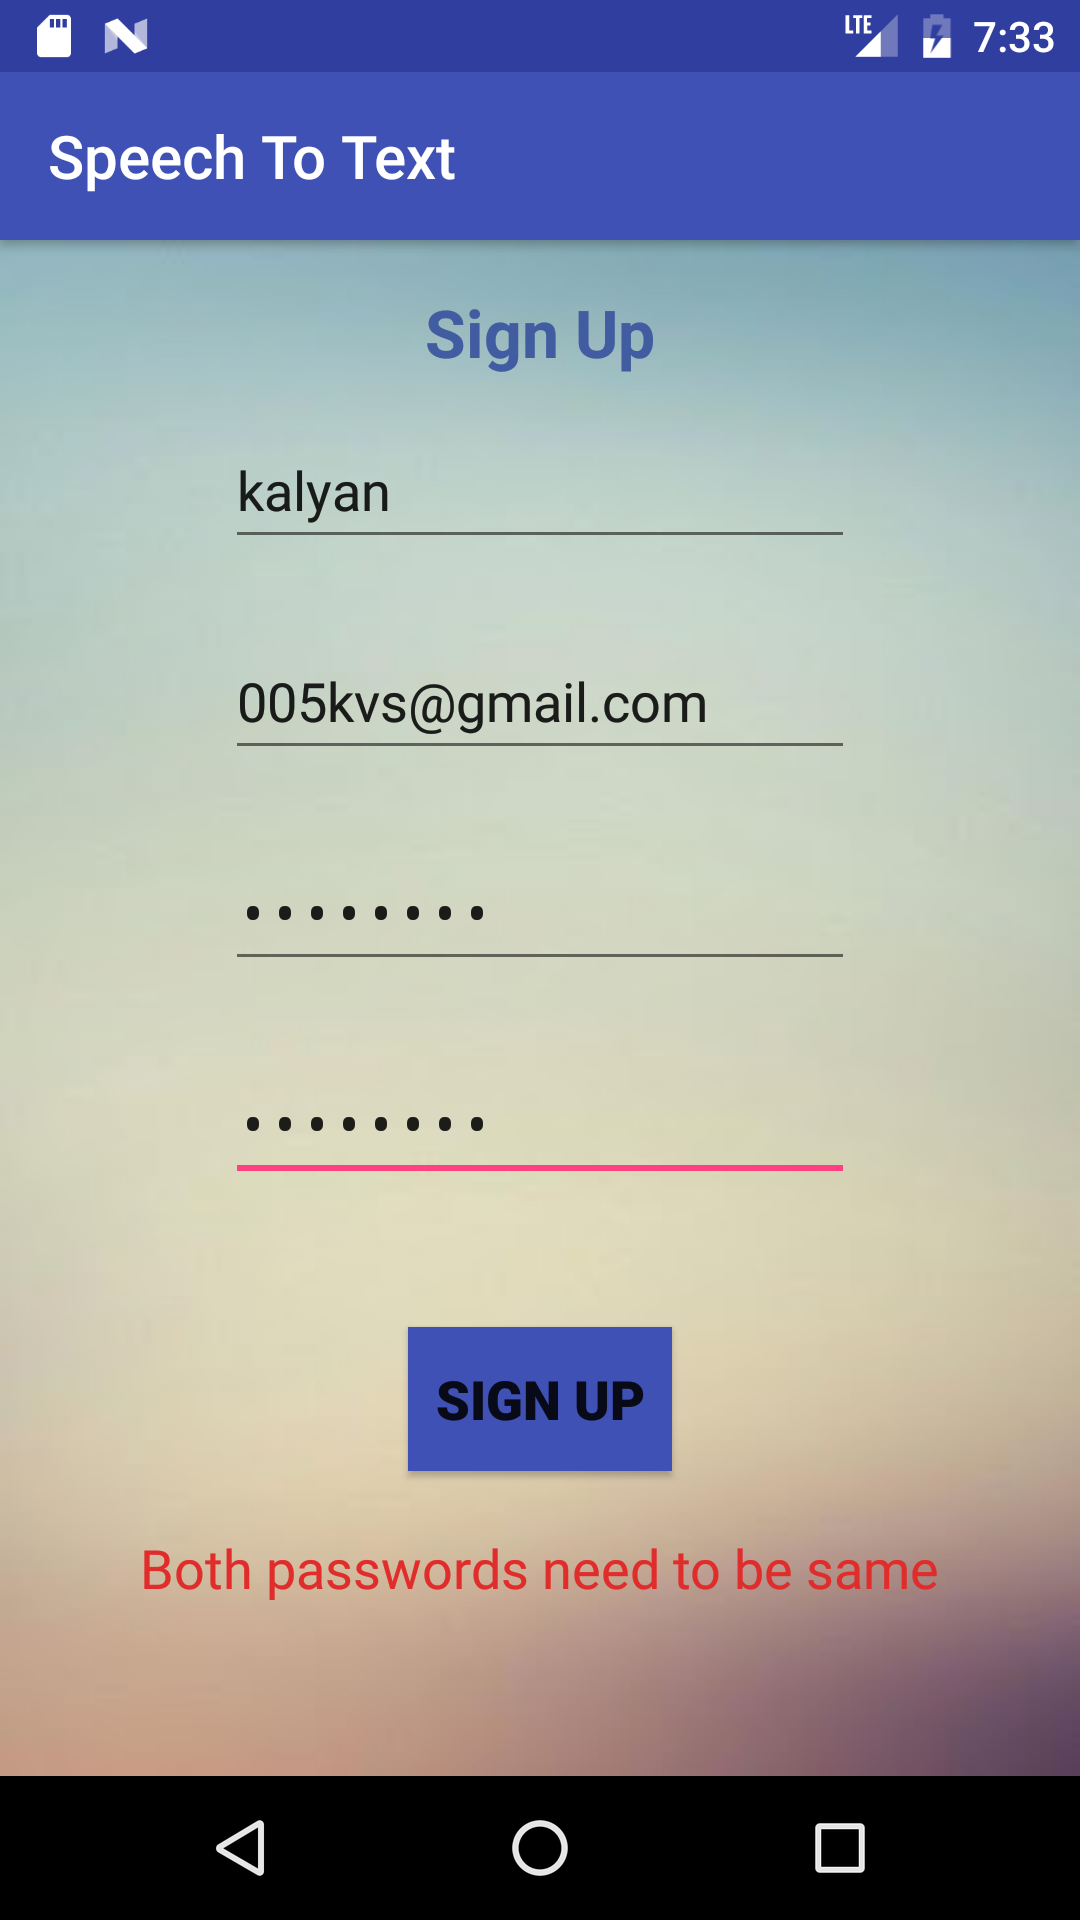 LTE 7:33
Speech To Text
Sign Up
kalyan
005kvs@gmail.com
••••••••
••••••••
SIGN UP
Both passwords need to be same